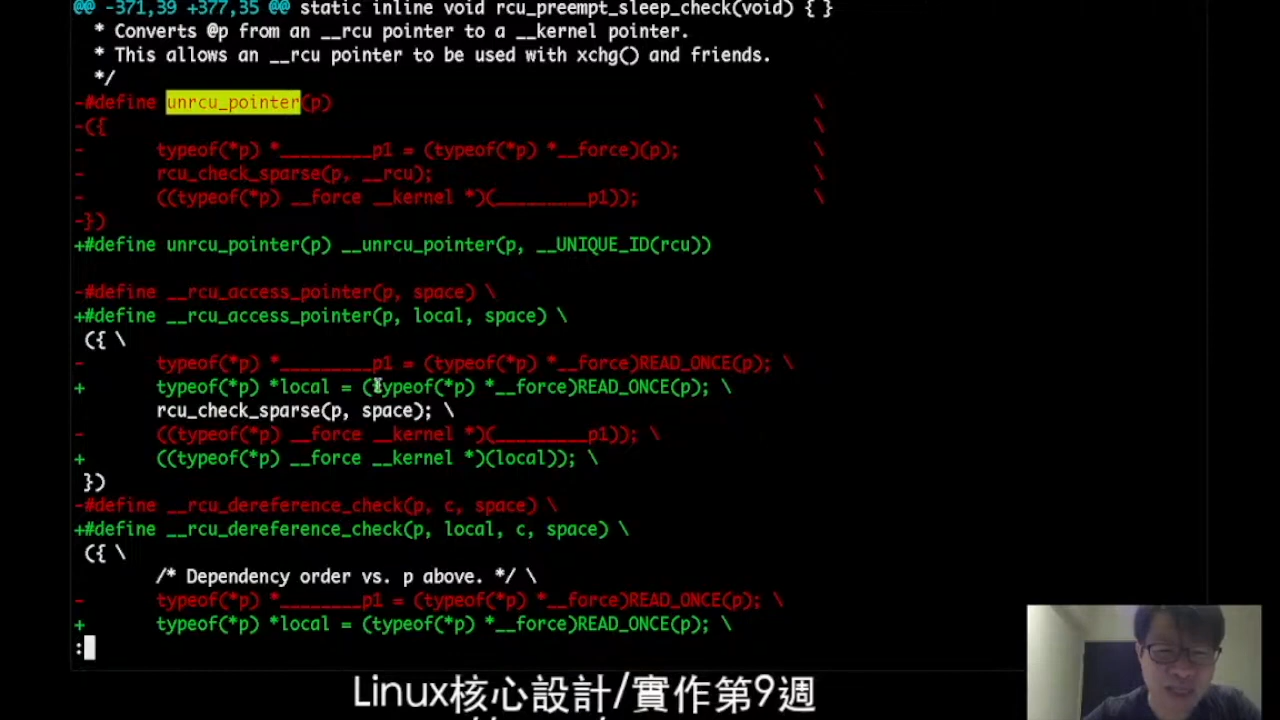 @@ -371,39 +377,35 @@ static inline void rcu_preempt_sleep_check(void) { }
 * Converts @p from an __rcu pointer to a __kernel pointer.
 * This allows an __rcu pointer to be used with xchg() and friends.
 */
-#define unrcu_pointer(p) \
-({ \
- typeof(*p) *_________p1 = (typeof(*p) *__force)(p); \
- rcu_check_sparse(p, __rcu); \
- ((typeof(*p) __force __kernel *)(_________p1)); \
-})
+#define unrcu_pointer(p) __unrcu_pointer(p, __UNIQUE_ID(rcu))
-#define __rcu_access_pointer(p, space) \
+#define __rcu_access_pointer(p, local, space) \
({ \
- typeof(*p) *_________p1 = (typeof(*p) *__force)READ_ONCE(p); \
+ typeof(*p) *local = (typeof(*p) *__force)READ_ONCE(p); \
rcu_check_sparse(p, space); \
- ((typeof(*p) __force __kernel *)(_________p1)); \
+ ((typeof(*p) __force __kernel *)(local)); \
})
-#define __rcu_dereference_check(p, c, space) \
+#define __rcu_dereference_check(p, local, c, space) \
({ \
/* Dependency order vs. p above. */ \
- typeof(*p) *________p1 = (typeof(*p) *__force)READ_ONCE(p); \
+ typeof(*p) *local = (typeof(*p) *__force)READ_ONCE(p); \
:
Linux核心設計/實作第9週